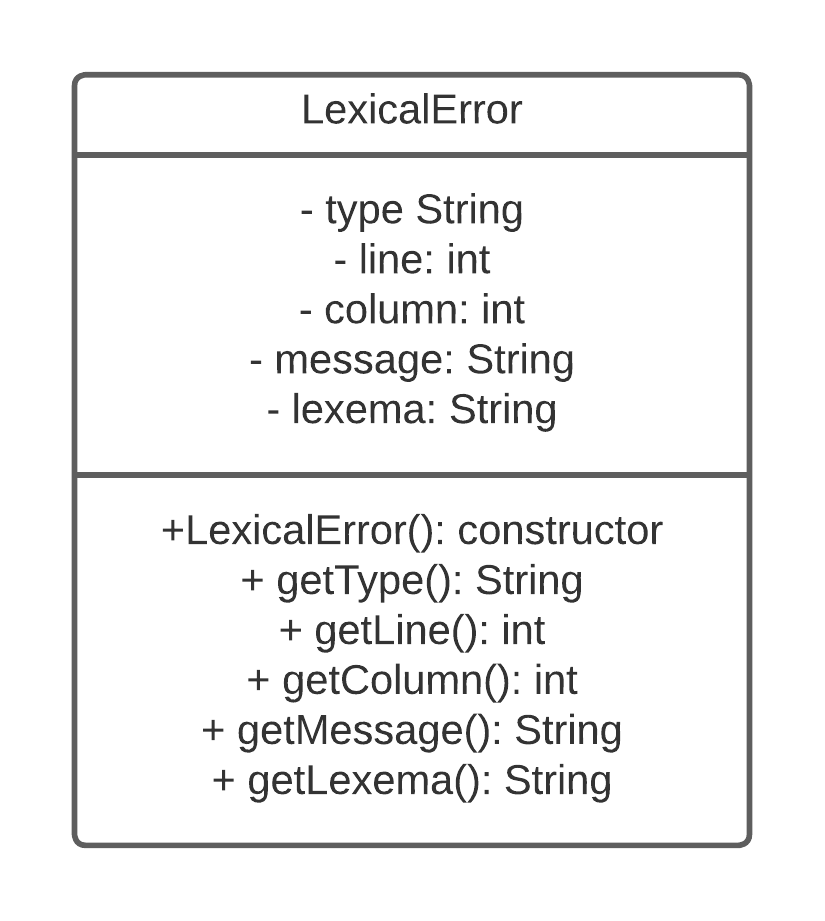 LexicalError
- type String
- line: int
- column: int
- message: String
- lexema: String
+LexicalError(): constructor
+ getType(): String
+ getLine(): int
+ getColumn(): int
+ getMessage(): String
+ getLexema(): String